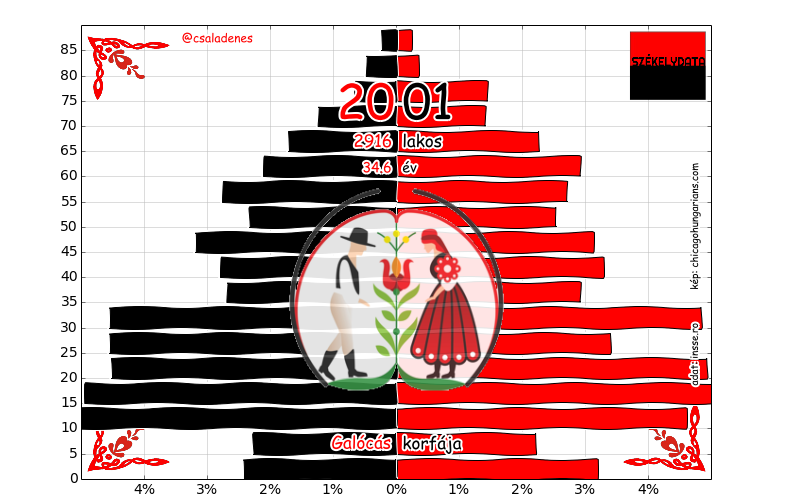 @csaladenes
SZÉKELYDATA
2001
2916 lakos
34.6 év
kép: chicagohungarians.com
adat: insse.ro
Galócás korfája
85
80
75
70
65
60
55
50
45
40
35
30
25
20
15
10
5
0
4% 3% 2% 1% 0% 1% 2% 3% 4%